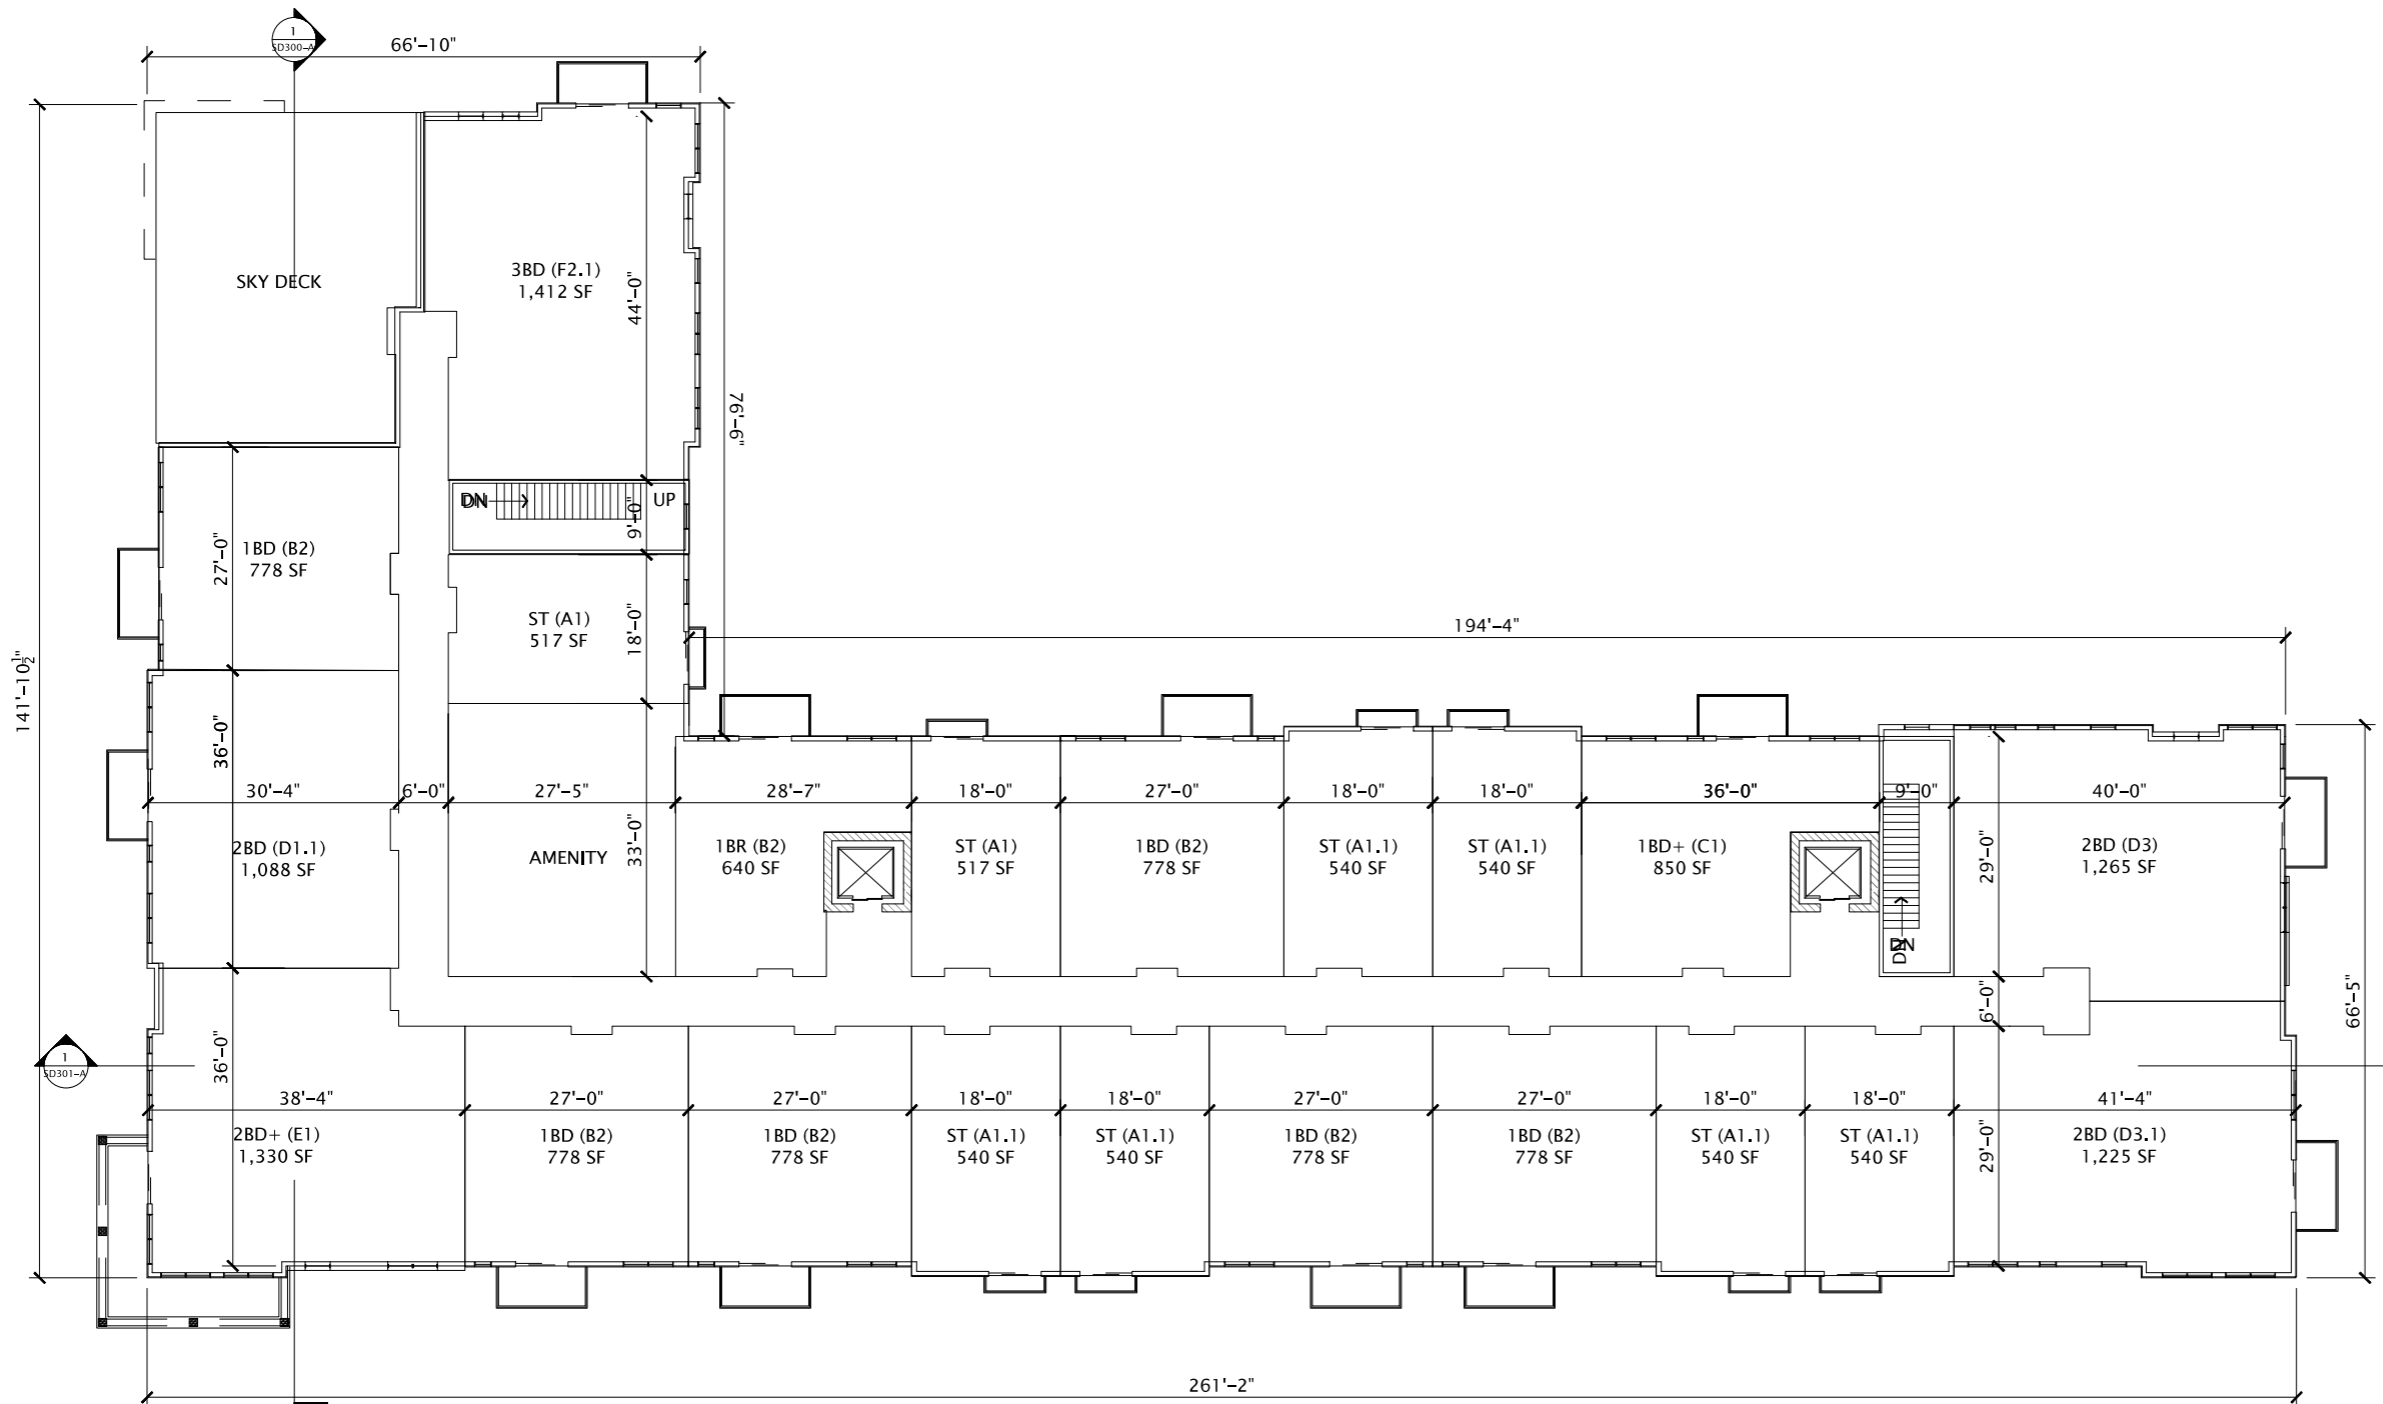 1
SD300-A
66'-10"
SKY DECK
3BD (F2.1)
1,412 SF
44'-0"
76'-6"
141'-10½"
DN
DN
UP
9'-0"
1BD (B2)
778 SF
27'-0"
ST (A1)
517 SF
18'-0"
194'-4"
36'-0"
30'-4"
6'-0"
27'-5"
28'-7"
18'-0"
27'-0"
18'-0"
18'-0"
36'-0"
9'-0"
40'-0"
2BD (D1.1)
1,088 SF
AMENITY
33'-0"
1BR (B2)
640 SF
ST (A1)
517 SF
1BD (B2)
778 SF
ST (A1.1)
540 SF
ST (A1.1)
540 SF
1BD+ (C1)
850 SF
29'-0"
2BD (D3)
1,265 SF
DN
DN
6'-0"
66'-5"
1
SD301-A
36'-0"
38'-4"
27'-0"
27'-0"
18'-0"
18'-0"
27'-0"
27'-0"
18'-0"
18'-0"
41'-4"
2BD+ (E1)
1,330 SF
1BD (B2)
778 SF
1BD (B2)
778 SF
ST (A1.1)
540 SF
ST (A1.1)
540 SF
1BD (B2)
778 SF
1BD (B2)
778 SF
ST (A1.1)
540 SF
ST (A1.1)
540 SF
29'-0"
2BD (D3.1)
1,225 SF
261'-2"